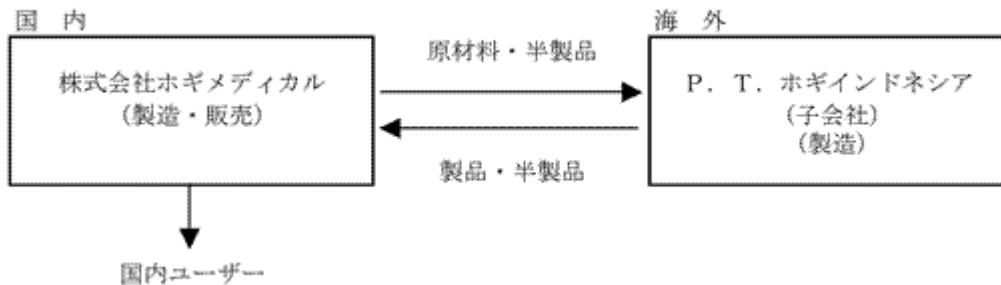 国　内
株式会社ホギメディカル
（製造・販売）
原材料・半製品
製品・半製品
海　外
Ｐ．Ｔ．ホギインドネシア
（子会社）
（製造）
国内ユーザー